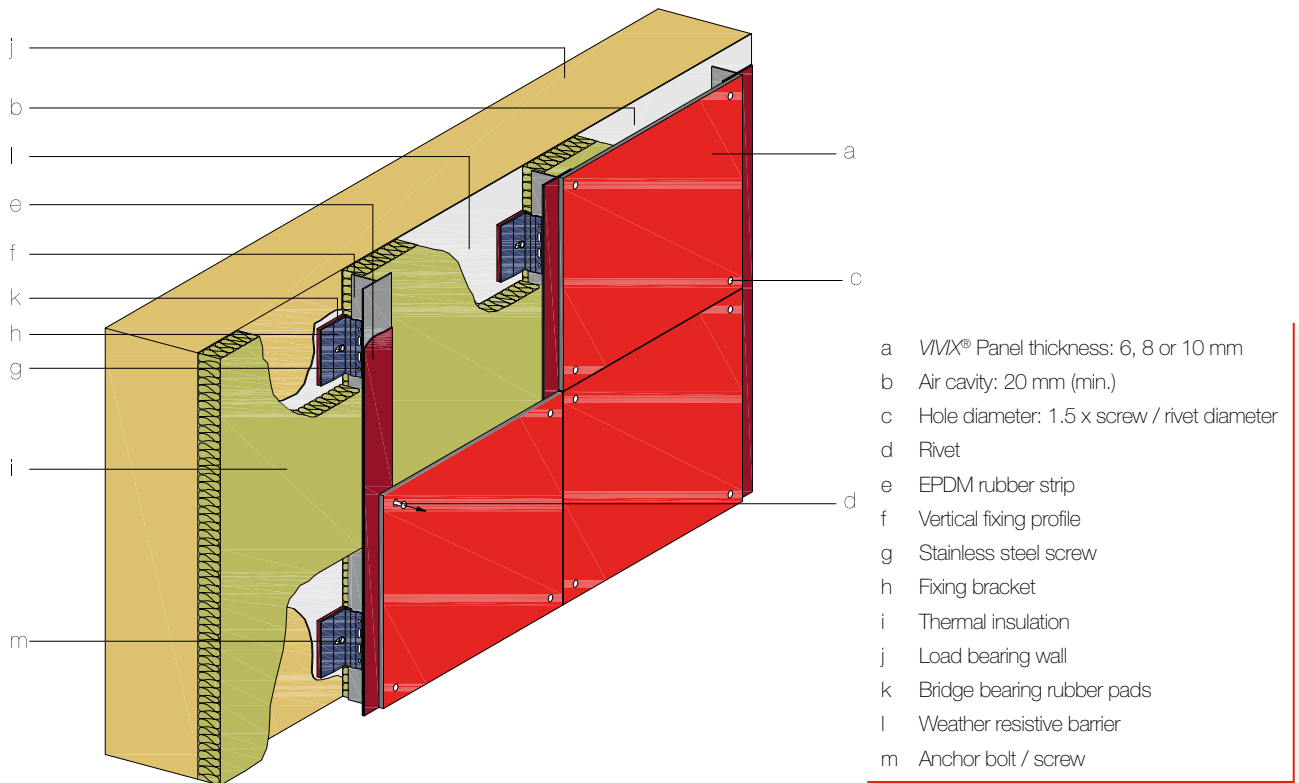 j
b
l
e
f
k
h
g
i
m
a
c
d
a VIVIX® Panel thickness: 6, 8 or 10 mm
b Air cavity: 20 mm (min.)
c Hole diameter: 1.5 x screw / rivet diameter
d Rivet
e EPDM rubber strip
f Vertical fixing profile
g Stainless steel screw
h Fixing bracket
i Thermal insulation
j Load bearing wall
k Bridge bearing rubber pads
l Weather resistive barrier
m Anchor bolt / screw